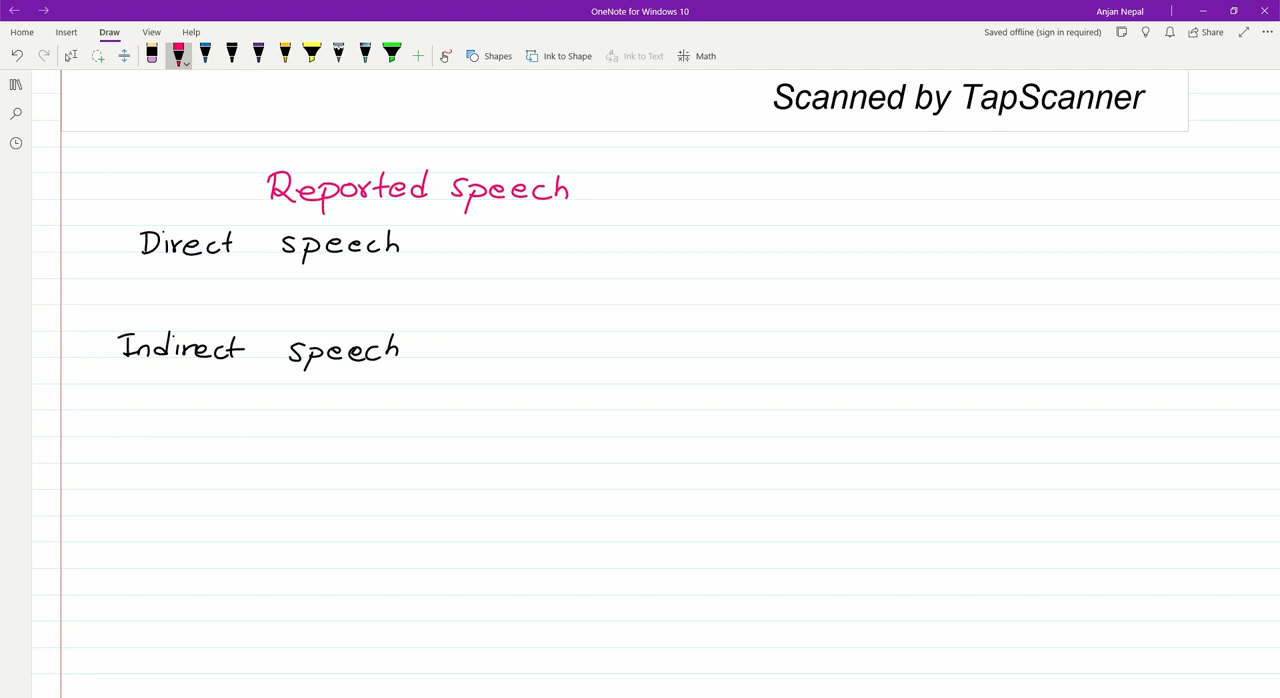 OneNote for Windows 10
Anjan Nepal
Home Insert Draw View Help
Saved offline (sign in required)
Share
Shapes
Ink to Shape
Ink to Text
Math
Scanned by TapScanner
Reported speech
Direct speech
Indirect speech